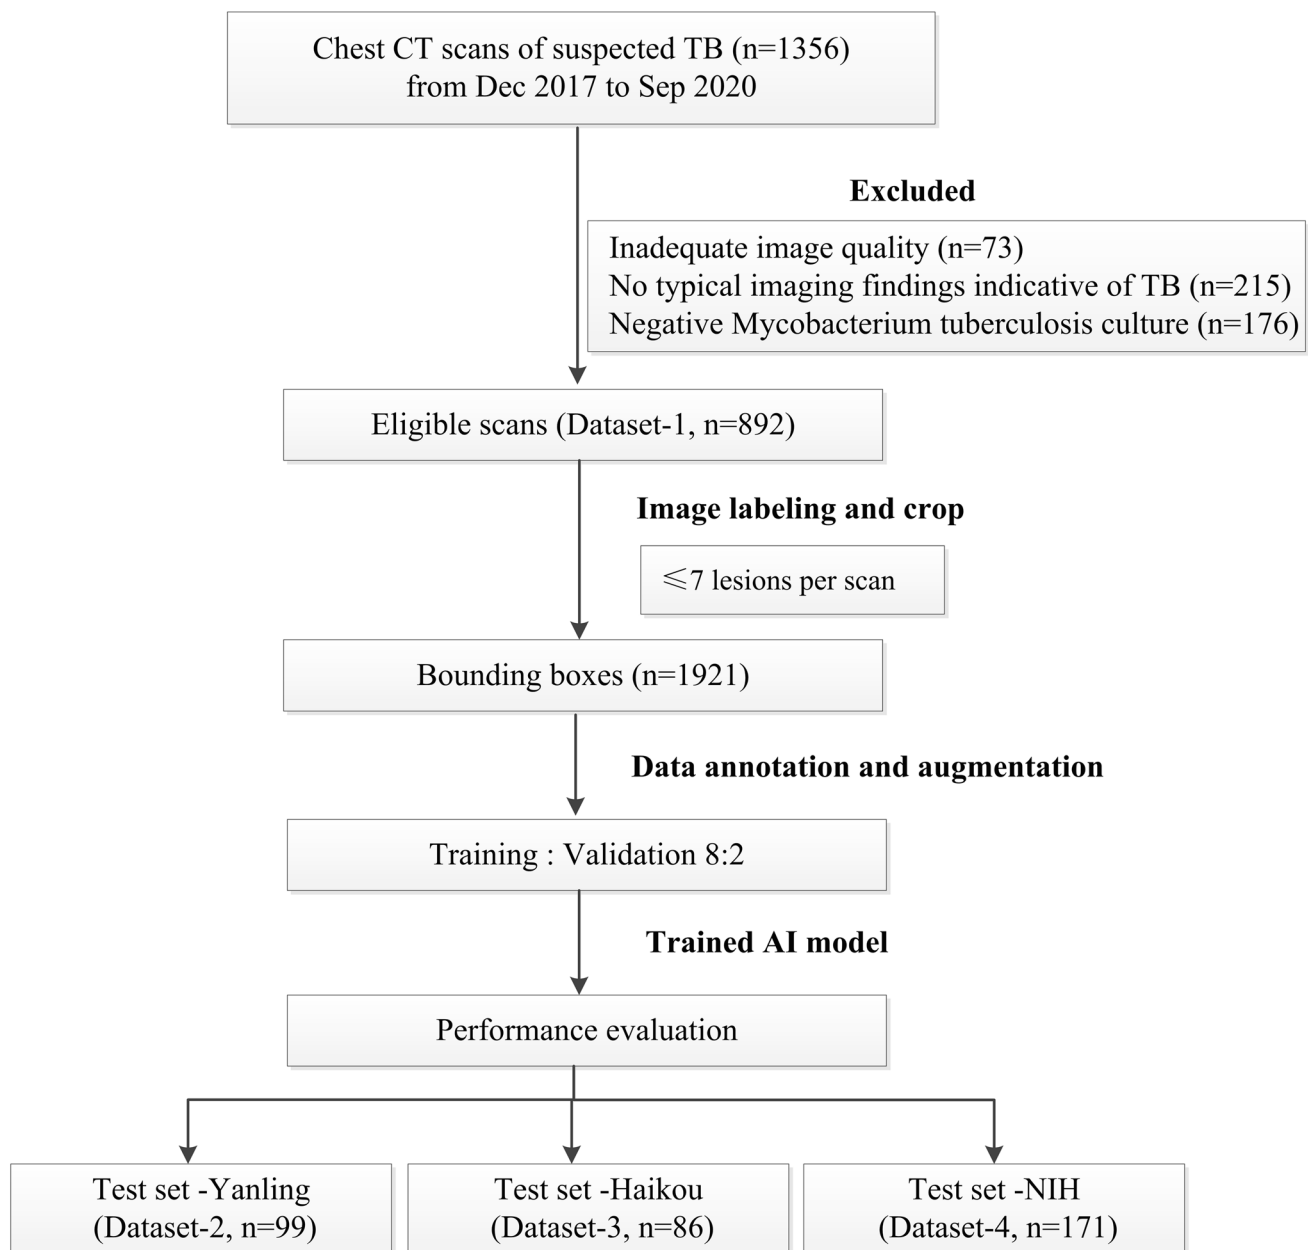 Chest CT scans of suspected TB (n=1356)
from Dec 2017 to Sep 2020
Excluded
Inadequate image quality (n=73)
No typical imaging findings indicative of TB (n=215)
Negative Mycobacterium tuberculosis culture (n=176)
Eligible scans (Dataset-1, n=892)
Image labeling and crop
⩽7 lesions per scan
Bounding boxes (n=1921)
Data annotation and augmentation
Training : Validation 8:2
Trained AI model
Performance evaluation
Test set -Yanling
(Dataset-2, n=99)
Test set -Haikou
(Dataset-3, n=86)
Test set -NIH
(Dataset-4, n=171)